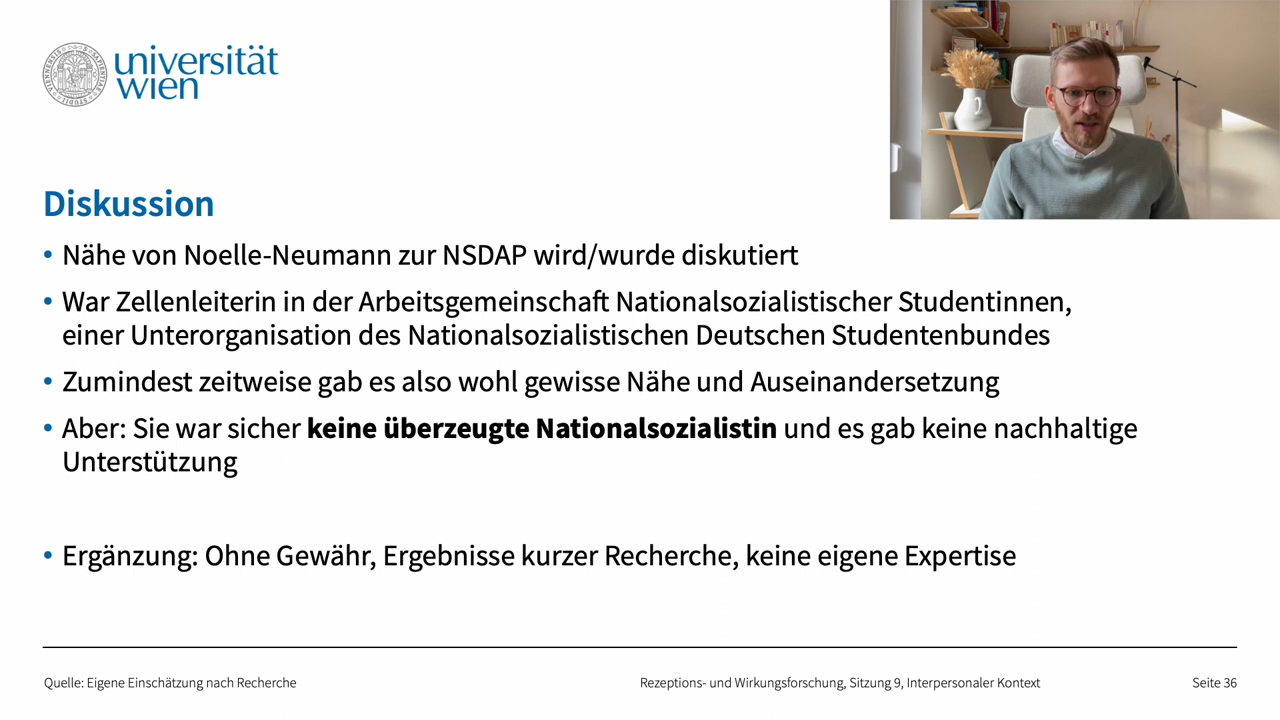 universität
wien
Diskussion
• Nähe von Noelle-Neumann zur NSDAP wird/wurde diskutiert
• War Zellenleiterin in der Arbeitsgemeinschaft Nationalsozialistischer Studentinnen,
einer Unterorganisation des Nationalsozialistischen Deutschen Studentenbundes
• Zumindest zeitweise gab es also wohl gewisse Nähe und Auseinandersetzung
• Aber: Sie war sicher keine überzeugte Nationalsozialistin und es gab keine nachhaltige
Unterstützung
• Ergänzung: Ohne Gewähr, Ergebnisse kurzer Recherche, keine eigene Expertise
Quelle: Eigene Einschätzung nach Recherche
Rezeptions- und Wirkungsforschung, Sitzung 9, Interpersonaler Kontext
Seite 36